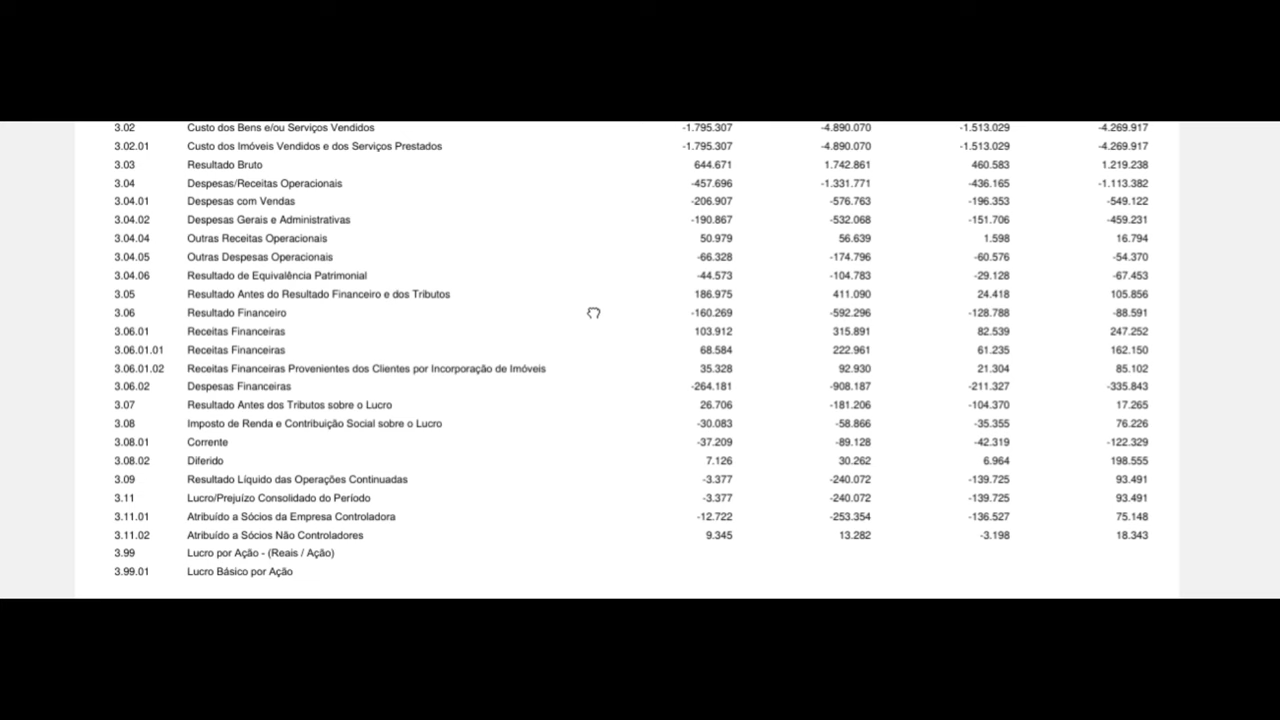 3.02 Custo dos Bens e/ou Serviços Vendidos -1.795.307 -4.890.070 -1.513.029 -4.269.917
3.02.01 Custo dos Imóveis Vendidos e dos Serviços Prestados -1.795.307 -4.890.070 -1.513.029 -4.269.917
3.03 Resultado Bruto 644.671 1.742.861 460.583 1.219.238
3.04 Despesas/Receitas Operacionais -457.696 -1.331.771 -436.165 -1.113.382
3.04.01 Despesas com Vendas -206.907 -576.763 -196.353 -549.122
3.04.02 Despesas Gerais e Administrativas -190.867 -532.068 -151.706 -459.231
3.04.04 Outras Receitas Operacionais 50.979 56.639 1.598 16.794
3.04.05 Outras Despesas Operacionais -66.328 -174.796 -60.576 -54.370
3.04.06 Resultado de Equivalência Patrimonial -44.573 -104.783 -29.128 -67.453
3.05 Resultado Antes do Resultado Financeiro e dos Tributos 186.975 411.090 24.418 105.856
3.06 Resultado Financeiro -160.269 -592.296 -128.788 -88.591
3.06.01 Receitas Financeiras 103.912 315.891 82.539 247.252
3.06.01.01 Receitas Financeiras 68.584 222.961 61.235 162.150
3.06.01.02 Receitas Financeiras Provenientes dos Clientes por Incorporação de Imóveis 35.328 92.930 21.304 85.102
3.06.02 Despesas Financeiras -264.181 -908.187 -211.327 -335.843
3.07 Resultado Antes dos Tributos sobre o Lucro 26.706 -181.206 -104.370 17.265
3.08 Imposto de Renda e Contribuição Social sobre o Lucro -30.083 -58.866 -35.355 76.226
3.08.01 Corrente -37.209 -89.128 -42.319 -122.329
3.08.02 Diferido 7.126 30.262 6.964 198.555
3.09 Resultado Líquido das Operações Continuadas -3.377 -240.072 -139.725 93.491
3.11 Lucro/Prejuízo Consolidado do Período -3.377 -240.072 -139.725 93.491
3.11.01 Atribuído a Sócios da Empresa Controladora -12.722 -253.354 -136.527 75.148
3.11.02 Atribuído a Sócios Não Controladores 9.345 13.282 -3.198 18.343
3.99 Lucro por Ação - (Reais / Ação)
3.99.01 Lucro Básico por Ação